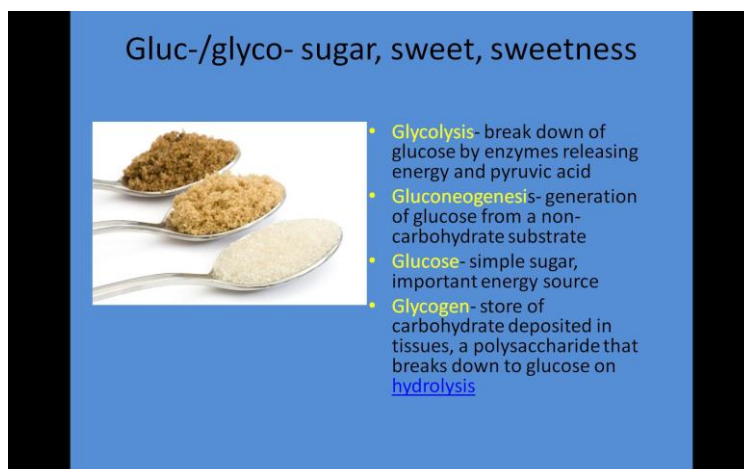 Gluc-/glyco- sugar, sweet, sweetness
• Glycolysis- break down of
glucose by enzymes releasing
energy and pyruvic acid
• Gluconeogenesis- generation
of glucose from a non-
carbohydrate substrate
• Glucose- simple sugar,
important energy source
• Glycogen- store of
carbohydrate deposited in
tissues, a polysaccharide that
breaks down to glucose on
hydrolysis